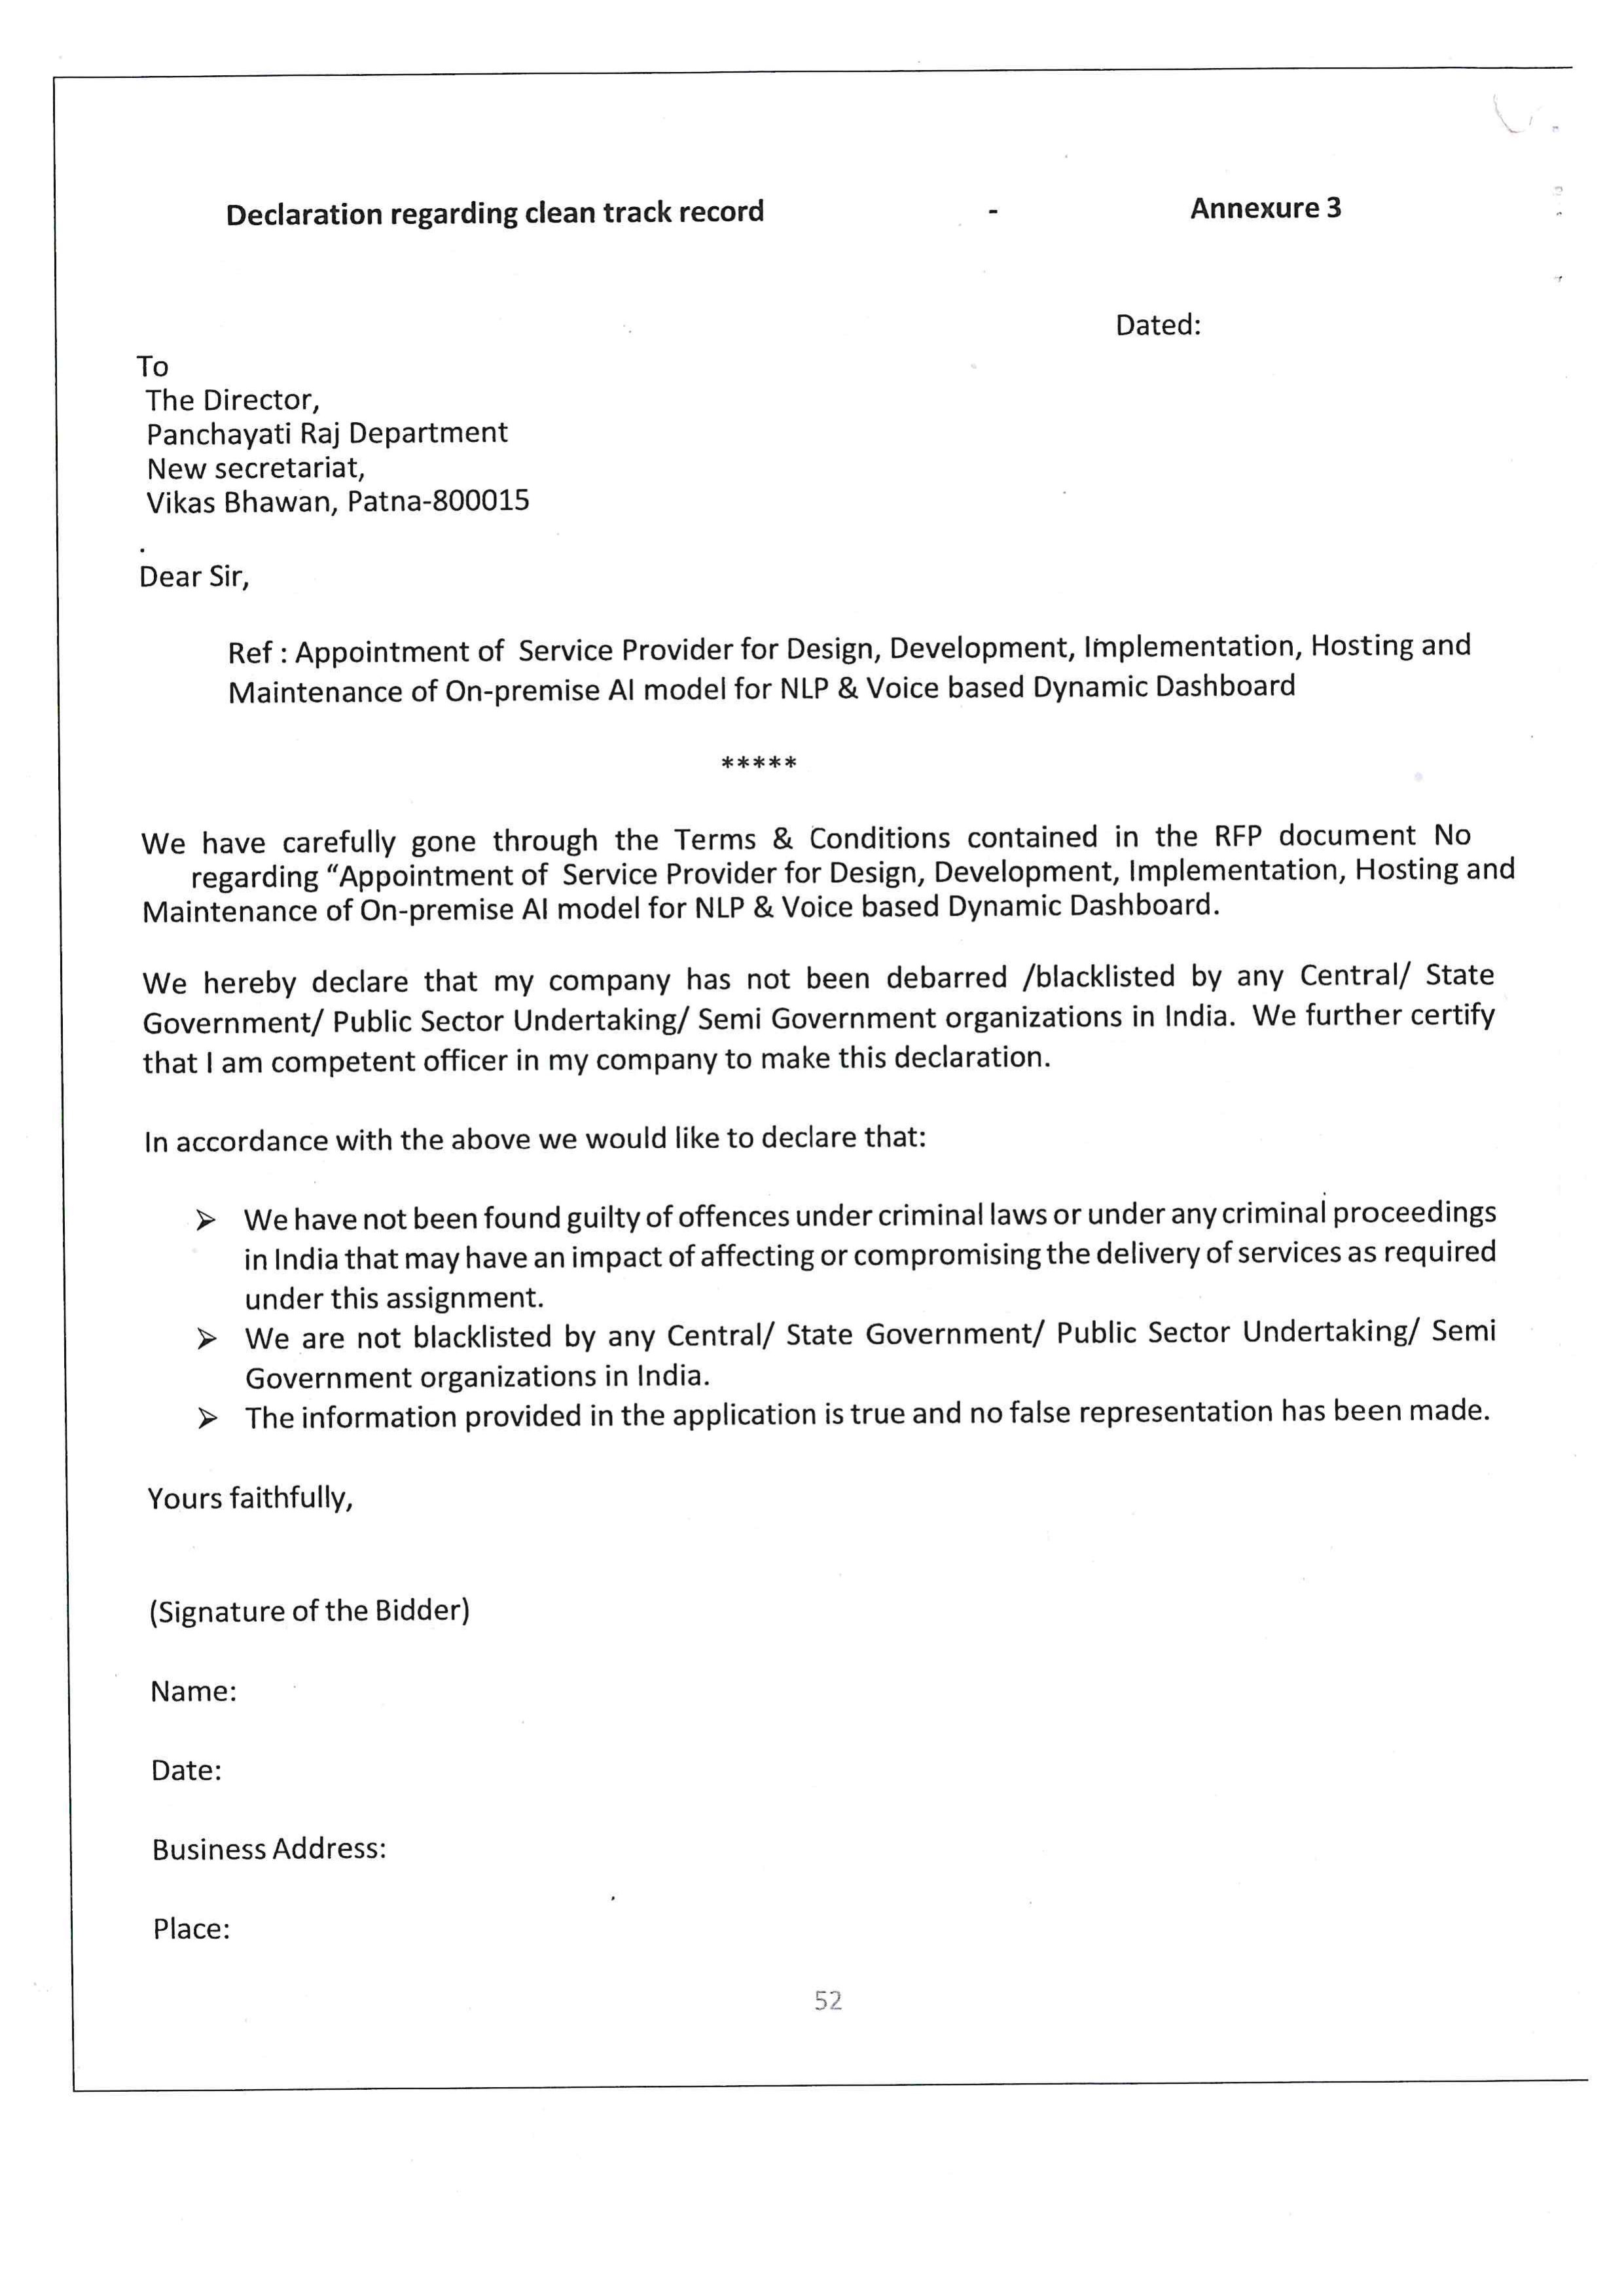 Declaration regarding clean track record - Annexure 3
Dated:
To
The Director,
Panchayati Raj Department
New secretariat,
Vikas Bhawan, Patna-800015
.
Dear Sir,
Ref : Appointment of Service Provider for Design, Development, Implementation, Hosting and
Maintenance of On-premise AI model for NLP & Voice based Dynamic Dashboard
*****
We have carefully gone through the Terms & Conditions contained in the RFP document No
regarding “Appointment of Service Provider for Design, Development, Implementation, Hosting and
Maintenance of On-premise AI model for NLP & Voice based Dynamic Dashboard.
We hereby declare that my company has not been debarred /blacklisted by any Central/ State
Government/ Public Sector Undertaking/ Semi Government organizations in India. We further certify
that I am competent officer in my company to make this declaration.
In accordance with the above we would like to declare that:
➢ We have not been found guilty of offences under criminal laws or under any criminal proceedings
in India that may have an impact of affecting or compromising the delivery of services as required
under this assignment.
➢ We are not blacklisted by any Central/ State Government/ Public Sector Undertaking/ Semi
Government organizations in India.
➢ The information provided in the application is true and no false representation has been made.
Yours faithfully,
(Signature of the Bidder)
Name:
Date:
Business Address:
Place:
52